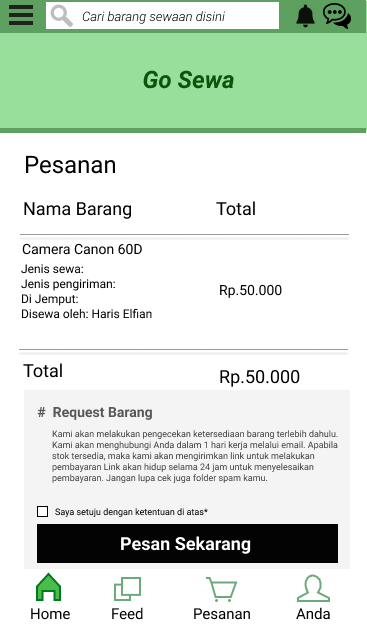 Cari barang sewaan disini
Go Sewa
Pesanan
Nama Barang Total
Camera Canon 60D
Jenis sewa:
Jenis pengiriman:
Di Jemput:
Disewa oleh: Haris Elfian
Rp.50.000
Total Rp.50.000
# Request Barang
Kami akan melakukan pengecekan ketersediaan barang terlebih dahulu.
Kami akan menghubungi Anda dalam 1 hari kerja melalui email. Apabila
stok tersedia, maka kami akan mengirimkan link untuk melakukan
pembayaran Link akan hidup selama 24 jam untuk menyelesaikan
pembayaran. Jangan lupa cek juga folder spam kamu.
Saya setuju dengan ketentuan di atas*
Pesan Sekarang
Home Feed Pesanan Anda